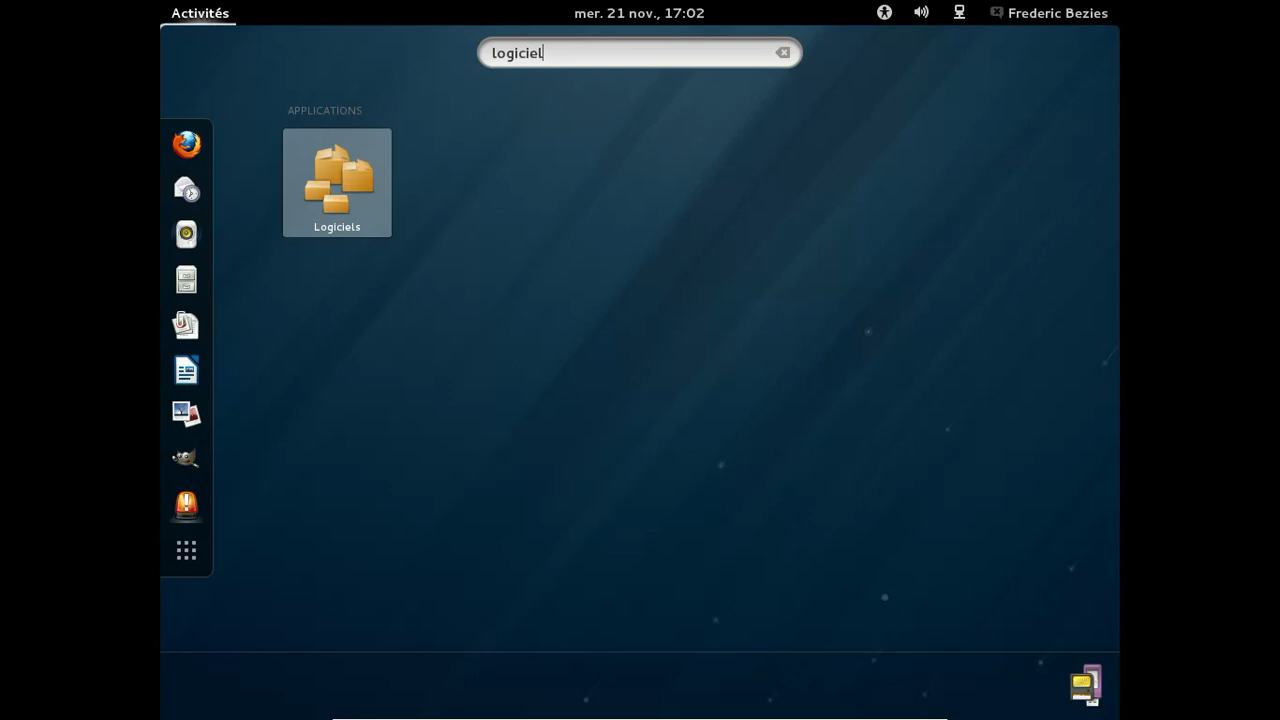 Activités
mer. 21 nov., 17:02
Frederic Bezies
logiciel
APPLICATIONS
Logiciels